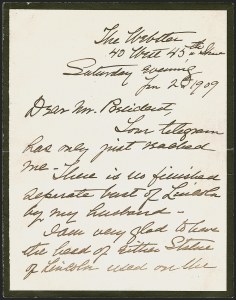 The Webster
40 West 45th Street
Saturday evening
Jan 2d 1909
Dear Mr.
Your telegram
has only just reached
me. There is no finished
separate bust of Lincoln
by my husband -
I am very glad to have
the head of either Statue
of Lincoln used on the